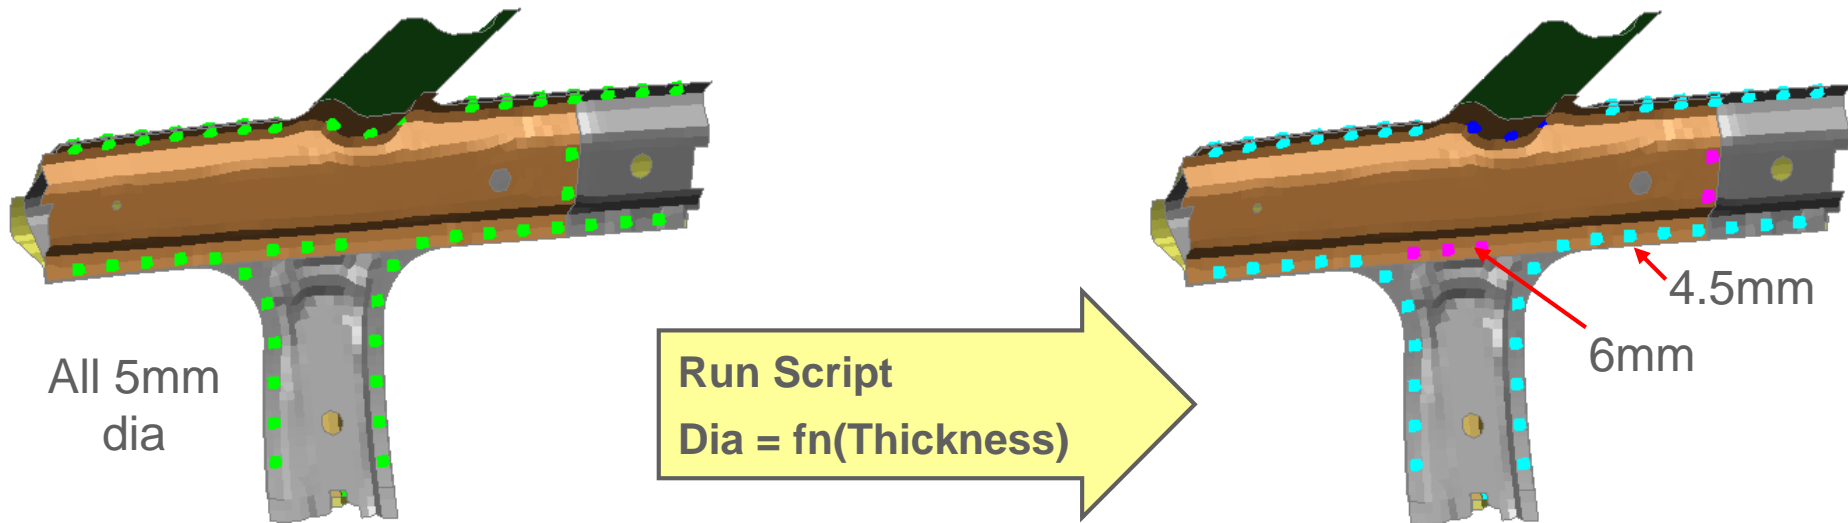 All 5mm
dia
Run Script
Dia = fn(Thickness)
4.5mm
6mm